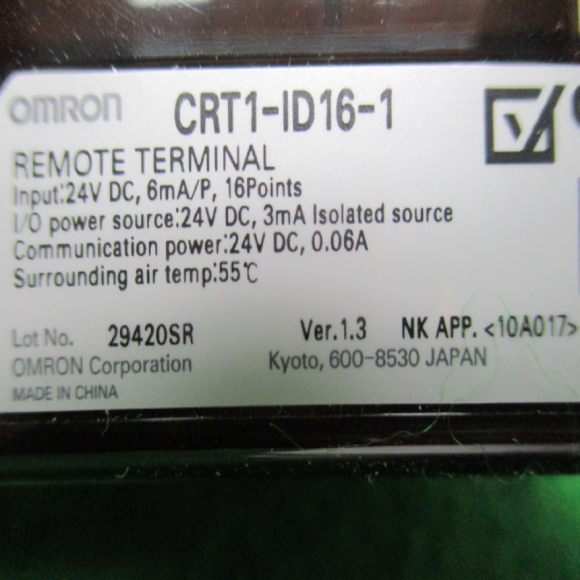 OMRON CRT1-ID16-1
REMOTE TERMINAL
Input:24V DC, 6mA/P, 16Points
I/O power source:24V DC, 3mA Isolated source
Communication power:24V DC, 0.06A
Surrounding air temp:55℃
Lot No. 29420SR Ver.1.3 NK APP. <10A017>
OMRON Corporation Kyoto, 600-8530 JAPAN
MADE IN CHINA